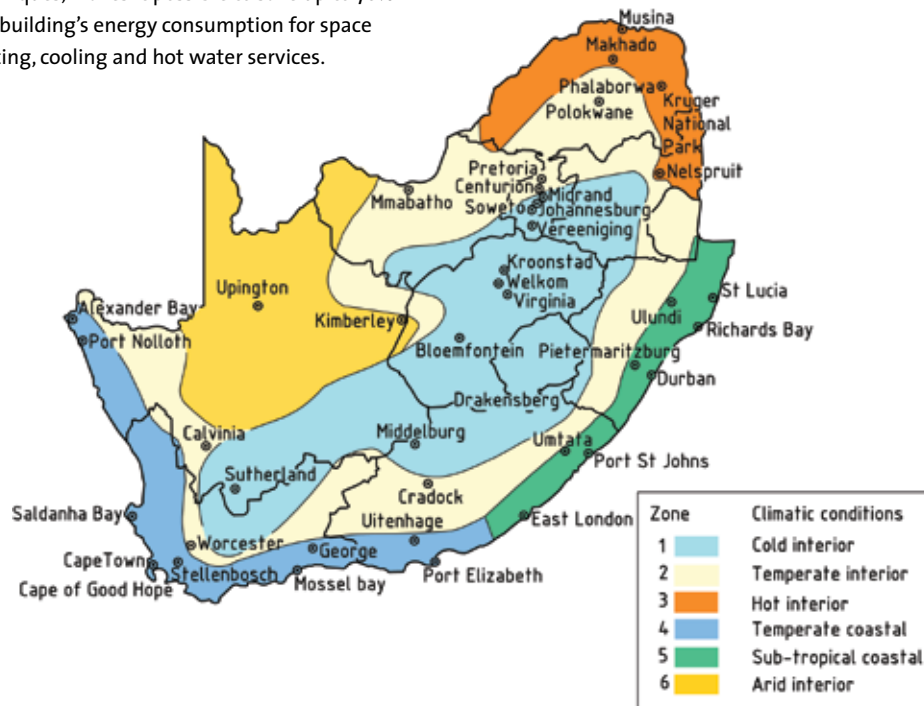 building's energy consumption for space
ing, cooling and hot water services.
Musina
Makhado
Phalaborwa
Polokwane
Kruger
National
Park
Pretoria
Nelspruit
Centurion
Mmabatho
Midrand
Soweto
Johannesburg
Vereeniging
Kroonstad
Upington
Welkom
Virginia
St Lucia
Alexander Bay
Ulundi
Kimberley
Richards Bay
Port Nolloth
Bloemfontein
Pietermaritzburg
Durban
Drakensberg
Calvinia
Middelburg
Umtata
Port St Johns
Sutherland
Cradock
Saldanha Bay
Uitenhage
East London
Worcester
George
CapeTown
Stellenbosch
Port Elizabeth
Cape of Good Hope
Mossel bay
Zone Climatic conditions
1 Cold interior
2 Temperate interior
3 Hot interior
4 Temperate coastal
5 Sub-tropical coastal
6 Arid interior